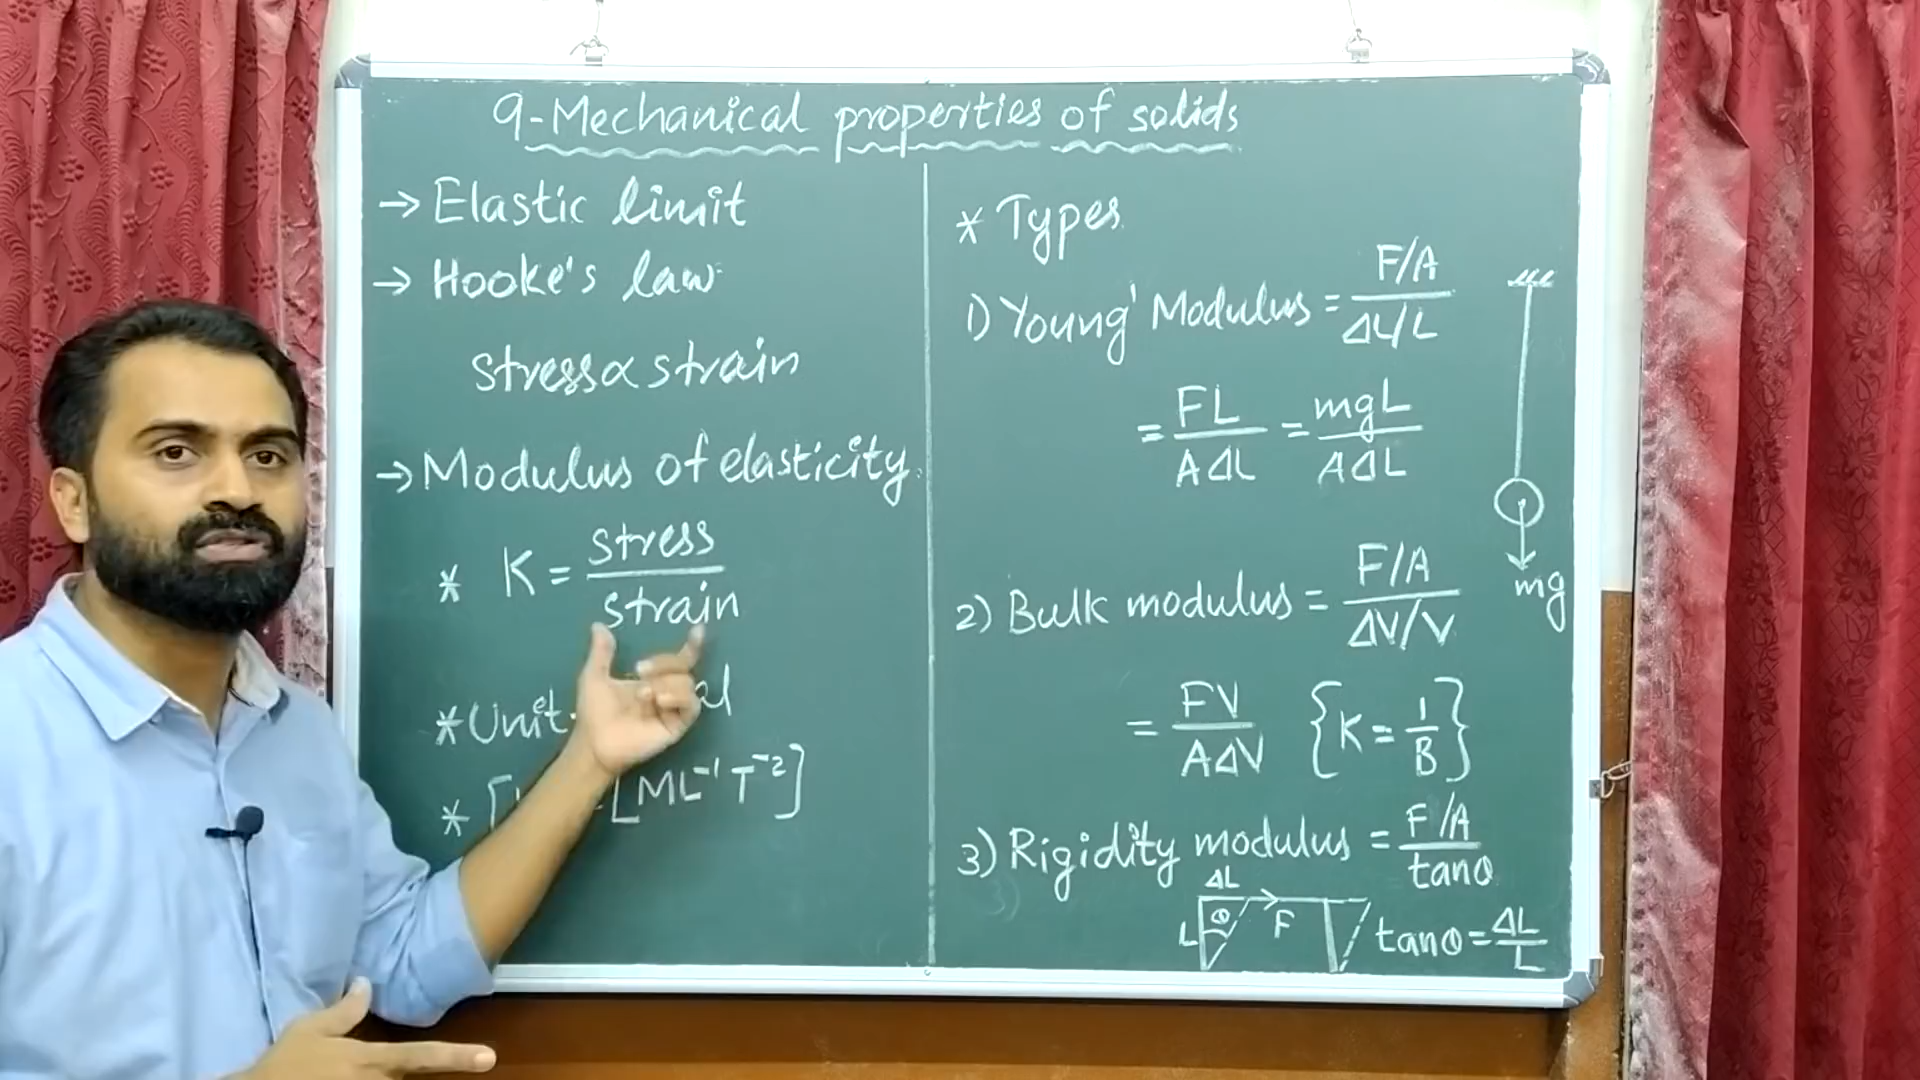 9-Mechanical properties of solids
→ Elastic limit
→ Hooke's law
stress ∝ strain
→ Modulus of elasticity
* K = stress / strain
* Unit-
* [ML⁻¹T⁻²]
* Types
1) Young' Modulus = F/A / ΔL/L
= FL / AΔL = mgL / AΔL
mg
2) Bulk modulus = F/A / ΔV/V
= FV / AΔV {K = 1/B}
3) Rigidity modulus = F/A / tanθ
ΔL
L θ F tanθ = ΔL / L